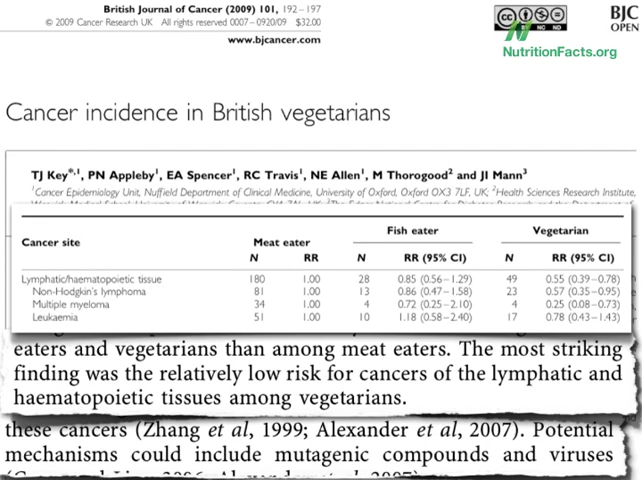 British Journal of Cancer (2009) 101, 192–197
© 2009 Cancer Research UK All rights reserved 0007–0920/09 $32.00
www.bjcancer.com
cc
BY NC ND
BJC
OPEN
NutritionFacts.org
Cancer incidence in British vegetarians
TJ Key*,1, PN Appleby1, EA Spencer1, RC Travis1, NE Allen1, M Thorogood2 and JI Mann3
1Cancer Epidemiology Unit, Nuffield Department of Clinical Medicine, University of Oxford, Oxford OX3 7LF, UK; 2Health Sciences Research Institute,
Fish eater Vegetarian
Cancer site Meat eater
N RR N RR (95% CI) N RR (95% CI)
Lymphatic/haematopoietic tissue 180 1.00 28 0.85 (0.56–1.29) 49 0.55 (0.39–0.78)
Non-Hodgkin's lymphoma 81 1.00 13 0.86 (0.47–1.58) 23 0.57 (0.35–0.95)
Multiple myeloma 34 1.00 4 0.72 (0.25–2.10) 4 0.25 (0.08–0.73)
Leukaemia 51 1.00 10 1.18 (0.58–2.40) 17 0.78 (0.43–1.43)
eaters and vegetarians than among meat eaters. The most striking
finding was the relatively low risk for cancers of the lymphatic and
haematopoietic tissues among vegetarians.
these cancers (Zhang et al, 1999; Alexander et al, 2007). Potential
mechanisms could include mutagenic compounds and viruses